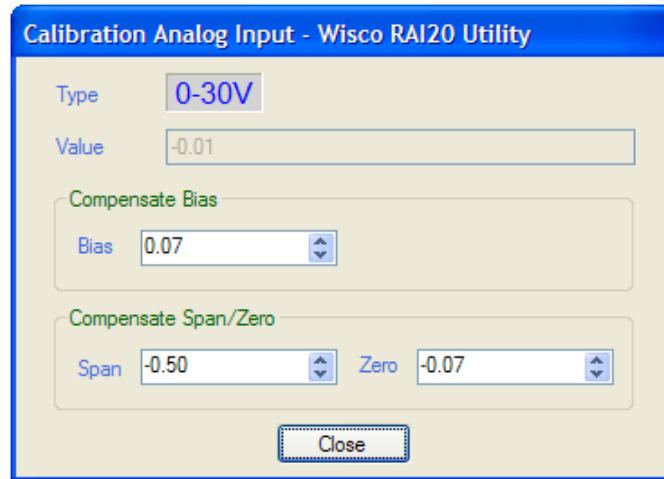 Calibration Analog Input - Wisco RAI20 Utility
Type 0-30V
Value -0.01
Compensate Bias
Bias 0.07
Compensate Span/Zero
Span -0.50 Zero -0.07
Close